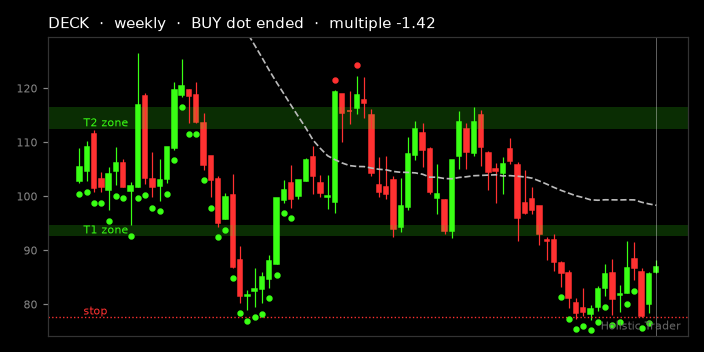 DECK · weekly · BUY dot ended · multiple -1.42
120
T2 zone
110
100
T1 zone
90
80
stop
Holistic Trader